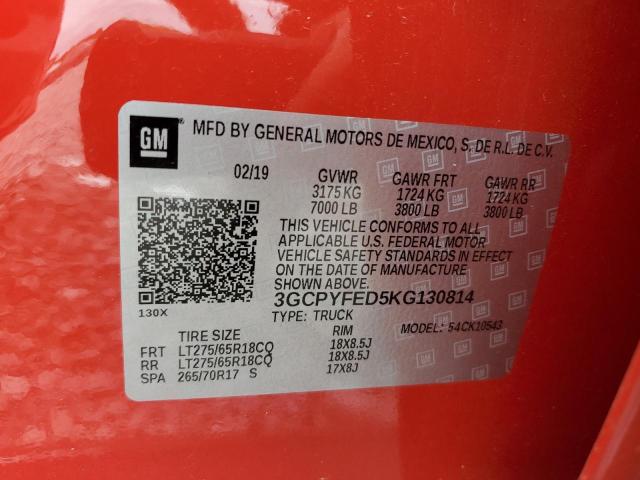 GM MFD BY GENERAL MOTORS DE MEXICO, S. DE R.L. DE C.V.
02/19 GVWR GAWR FRT GAWR RR
3175 KG 1724 KG 1724 KG
7000 LB 3800 LB 3800 LB
THIS VEHICLE CONFORMS TO ALL
APPLICABLE U.S. FEDERAL MOTOR
VEHICLE SAFETY STANDARDS IN EFFECT
ON THE DATE OF MANUFACTURE
3GCPYFED5KG130814
130X TYPE: TRUCK MODEL: 54CK10543
TIRE SIZE RIM
FRT LT275/65R18CQ 18X8.5J
RR LT275/65R18CQ 18X8.5J
SPA 265/70R17 S 17X8J